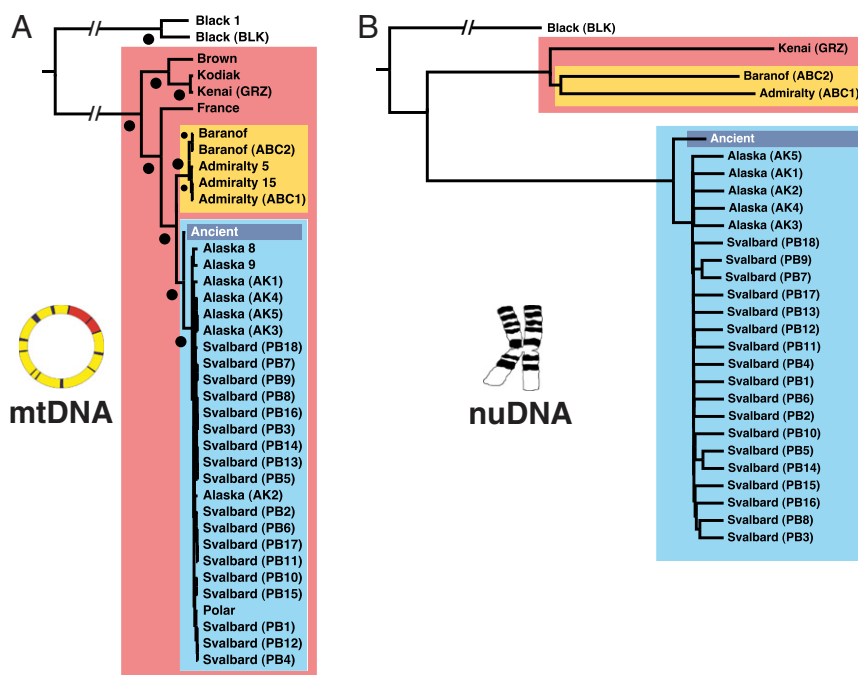 A
Black 1
Black (BLK)
Brown
Kodiak
Kenai (GRZ)
France
Baranof
Baranof (ABC2)
Admiralty 5
Admiralty 15
Admiralty (ABC1)
Ancient
Alaska 8
Alaska 9
Alaska (AK1)
Alaska (AK4)
Alaska (AK5)
Alaska (AK3)
Svalbard (PB18)
Svalbard (PB7)
Svalbard (PB9)
Svalbard (PB8)
Svalbard (PB16)
Svalbard (PB3)
Svalbard (PB14)
Svalbard (PB13)
Svalbard (PB5)
Alaska (AK2)
Svalbard (PB2)
Svalbard (PB6)
Svalbard (PB17)
Svalbard (PB11)
Svalbard (PB10)
Svalbard (PB15)
Polar
Svalbard (PB1)
Svalbard (PB12)
Svalbard (PB4)
mtDNA
B
Black (BLK)
Kenai (GRZ)
Baranof (ABC2)
Admiralty (ABC1)
Ancient
Alaska (AK5)
Alaska (AK1)
Alaska (AK2)
Alaska (AK4)
Alaska (AK3)
Svalbard (PB18)
Svalbard (PB9)
Svalbard (PB7)
Svalbard (PB17)
Svalbard (PB13)
Svalbard (PB12)
Svalbard (PB11)
Svalbard (PB4)
Svalbard (PB1)
Svalbard (PB6)
Svalbard (PB2)
Svalbard (PB10)
Svalbard (PB5)
Svalbard (PB14)
Svalbard (PB15)
Svalbard (PB16)
Svalbard (PB8)
Svalbard (PB3)
nuDNA